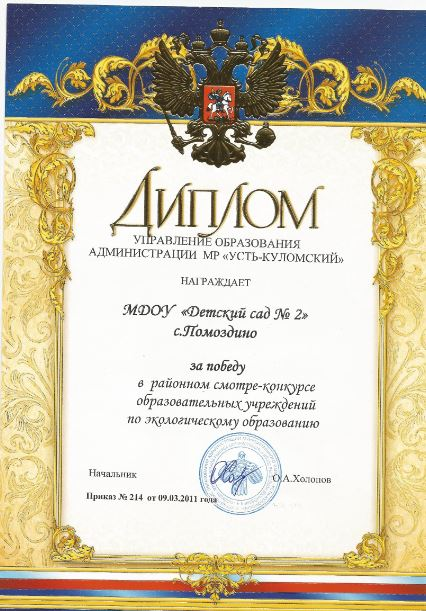 ДИПЛОМ
УПРАВЛЕНИЕ ОБРАЗОВАНИЯ
АДМИНИСТРАЦИИ МР «УСТЬ-КУЛОМСКИЙ»
НАГРАЖДАЕТ
МДОУ «Детский сад № 2»
с.Помоздино
за победу
в районном смотре-конкурсе
образовательных учреждений
по экологическому образованию
Начальник О.А.Холопов
Приказ № 214 от 09.03.2011 года